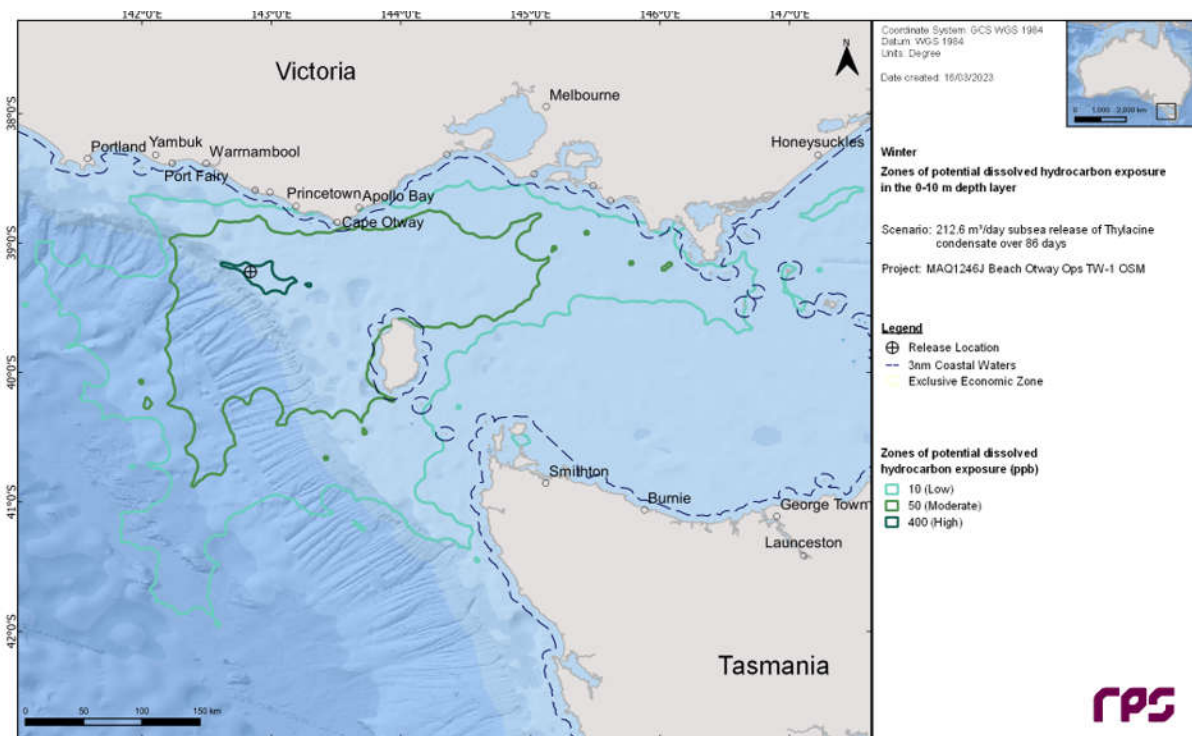 142°0'E 143°0'E 144°0'E 145°0'E 146°0'E 147°0'E
38°0'S
39°0'S
40°0'S
41°0'S
42°0'S
Victoria
N
Melbourne
Honeysuckles
Portland
Yambuk
Warrnambool
Port Fairy
Princetown
Apollo Bay
Cape Otway
Smithton
Burnie
George Town
Launceston
Tasmania
0 50 100 150 km
Coordinate System: GCS WGS 1984
Datum: WGS 1984
Units: Degree
Date created: 16/03/2023
0 1,000 2,000 km
Winter
Zones of potential dissolved hydrocarbon exposure
in the 0-10 m depth layer
Scenario: 212.6 m³/day subsea release of Thylacine
condensate over 86 days
Project: MAQ1246J Beach Otway Ops TW-1 OSM
Legend
Release Location
3nm Coastal Waters
Exclusive Economic Zone
Zones of potential dissolved
hydrocarbon exposure (ppb)
10 (Low)
50 (Moderate)
400 (High)
rps